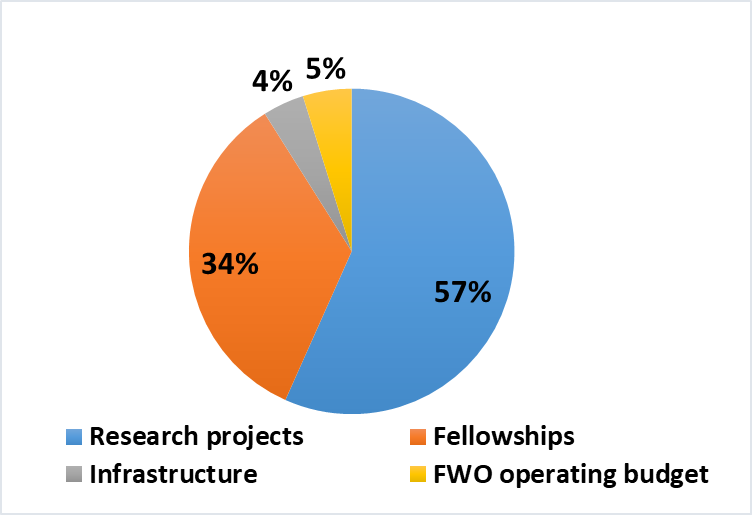 5%
4%
34%
57%
Research projects
Fellowships
Infrastructure
FWO operating budget